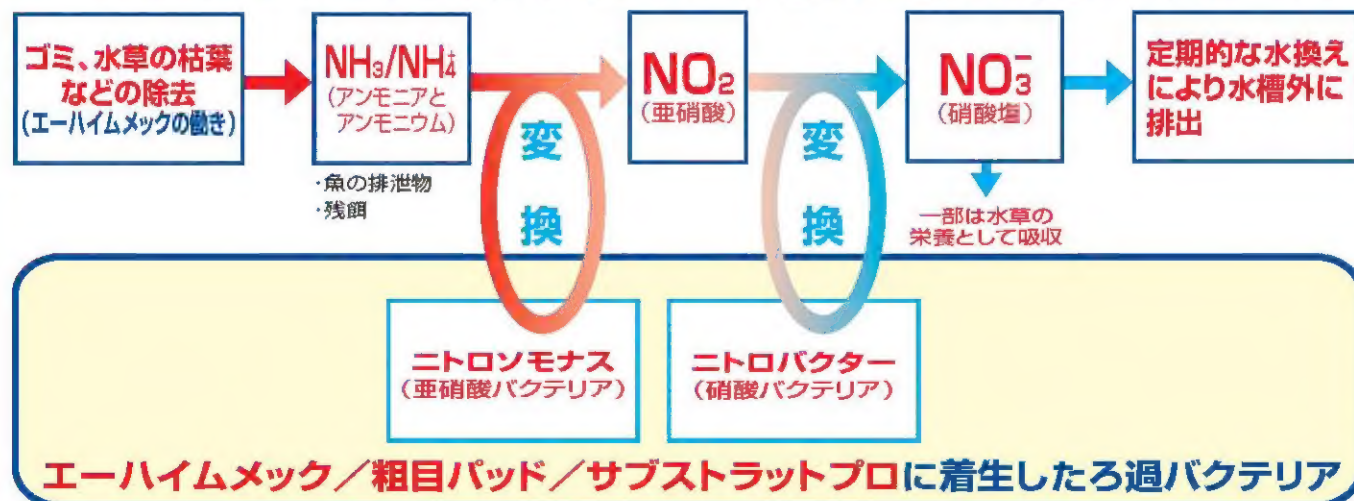 ゴミ、水草の枯葉
などの除去
(エーハイムメックの働き)
NH₃/NH₄⁺
(アンモニアと
アンモニウム)
・魚の排泄物
・残餌
変
換
NO₂
(亜硝酸)
変
換
NO₃⁻
(硝酸塩)
一部は水草の
栄養として吸収
定期的な水換え
により水槽外に
排出
ニトロソモナス
(亜硝酸バクテリア)
ニトロバクター
(硝酸バクテリア)
エーハイムメック／粗目パッド／サブストラットプロに着生したろ過バクテリア